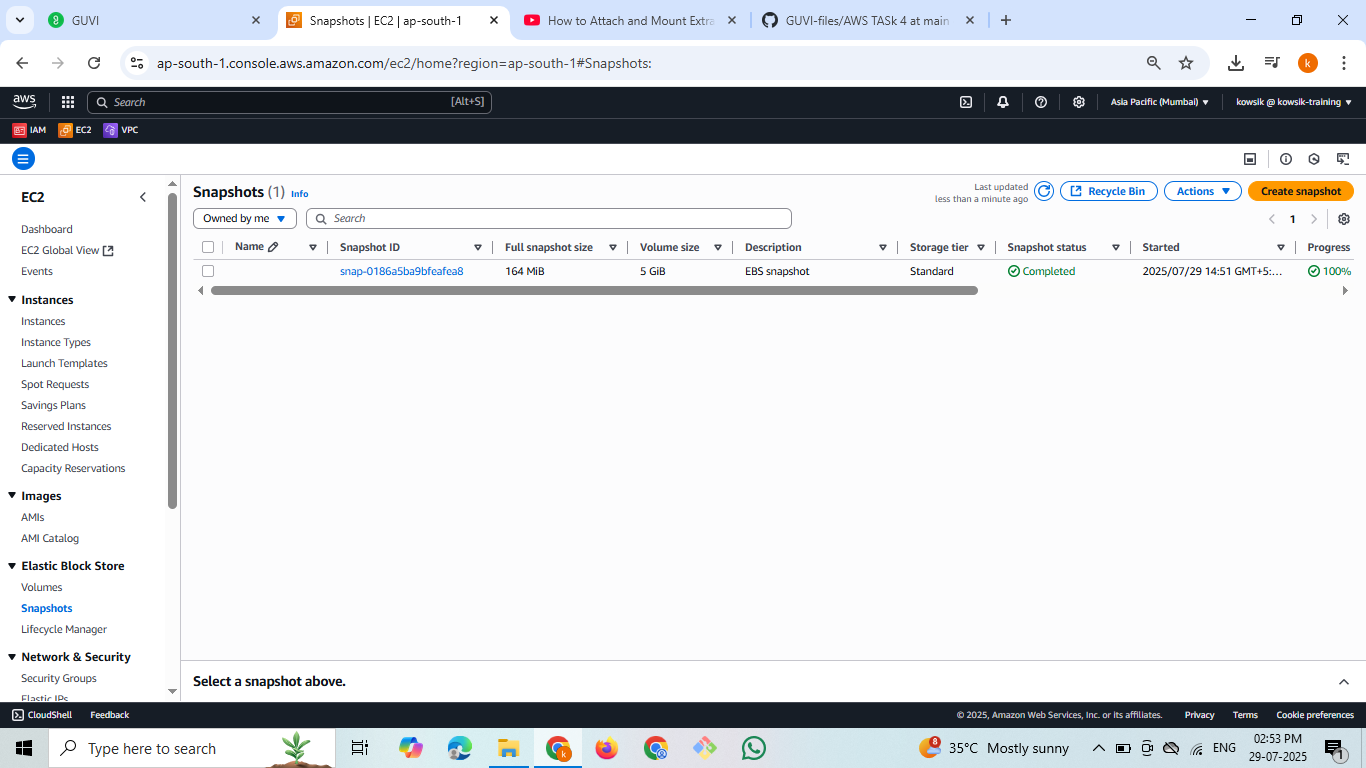 GUVI
Snapshots | EC2 | ap-south-1
How to Attach and Mount Extra
GUVI-files/AWS TASk 4 at main
ap-south-1.console.aws.amazon.com/ec2/home?region=ap-south-1#Snapshots:
k
aws
Search
[Alt+S]
Asia Pacific (Mumbai)
kowsik @ kowsik-training
IAM
EC2
VPC
EC2
Dashboard
EC2 Global View
Events
Instances
Instances
Instance Types
Launch Templates
Spot Requests
Savings Plans
Reserved Instances
Dedicated Hosts
Capacity Reservations
Images
AMIs
AMI Catalog
Elastic Block Store
Volumes
Snapshots
Lifecycle Manager
Network & Security
Security Groups
Elastic IPs
Snapshots (1) Info
Last updated
less than a minute ago
Recycle Bin
Actions
Create snapshot
Owned by me
Search
1
Name
Snapshot ID
Full snapshot size
Volume size
Description
Storage tier
Snapshot status
Started
Progress
snap-0186a5ba9bfeafea8
164 MiB
5 GiB
EBS snapshot
Standard
Completed
2025/07/29 14:51 GMT+5:...
100%
Select a snapshot above.
CloudShell
Feedback
© 2025, Amazon Web Services, Inc. or its affiliates.
Privacy
Terms
Cookie preferences
Type here to search
k
8
35°C Mostly sunny
ENG
02:53 PM
29-07-2025
1